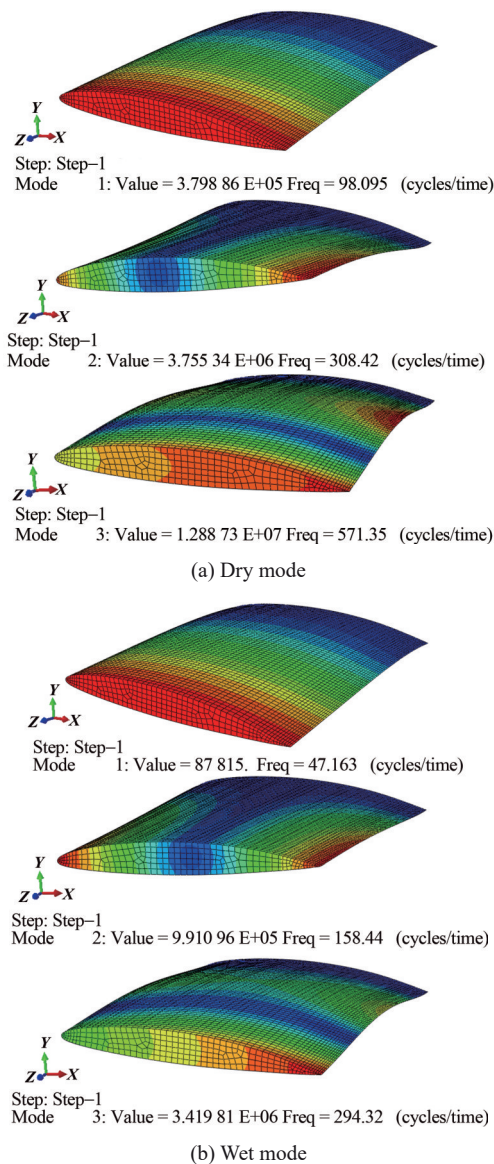 Y
Z X
Step: Step–1
Mode 1: Value = 3.798 86 E+05 Freq = 98.095 (cycles/time)
Y
Z X
Step: Step–1
Mode 2: Value = 3.755 34 E+06 Freq = 308.42 (cycles/time)
Y
Z X
Step: Step–1
Mode 3: Value = 1.288 73 E+07 Freq = 571.35 (cycles/time)
(a) Dry mode
Y
Z X
Step: Step–1
Mode 1: Value = 87 815. Freq = 47.163 (cycles/time)
Y
Z X
Step: Step–1
Mode 2: Value = 9.910 96 E+05 Freq = 158.44 (cycles/time)
Y
Z X
Step: Step–1
Mode 3: Value = 3.419 81 E+06 Freq = 294.32 (cycles/time)
(b) Wet mode